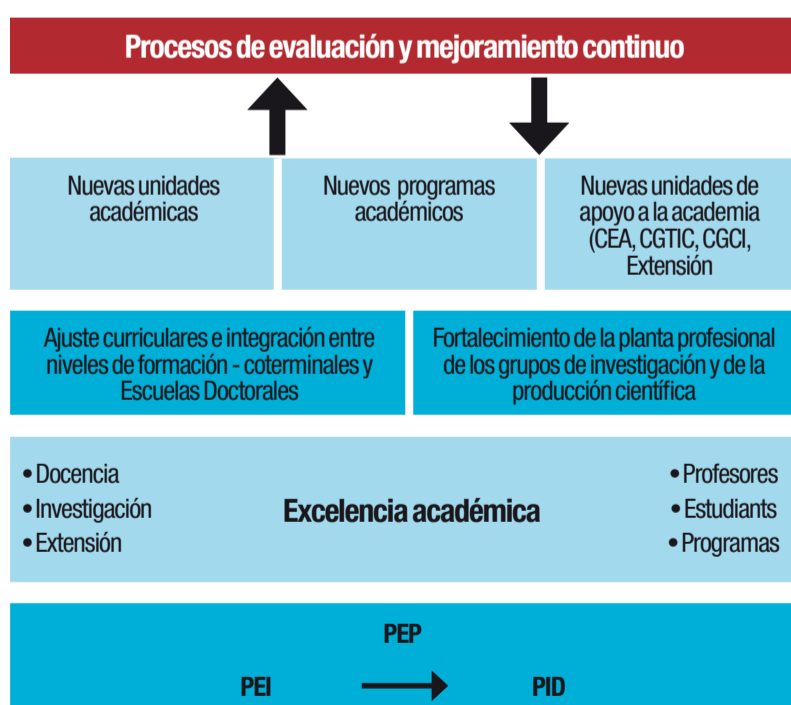 Procesos de evaluación y mejoramiento continuo
Nuevas unidades
académicas
Nuevos programas
académicos
Nuevas unidades de
apoyo a la academia
(CEA, CGTIC, CGCI,
Extensión
Ajuste curriculares e integración entre
niveles de formación - coterminales y
Escuelas Doctorales
Fortalecimiento de la planta profesional
de los grupos de investigación y de la
producción científica
• Docencia
• Investigación
• Extensión
Excelencia académica
• Profesores
• Estudiants
• Programas
PEP
PEI
PID